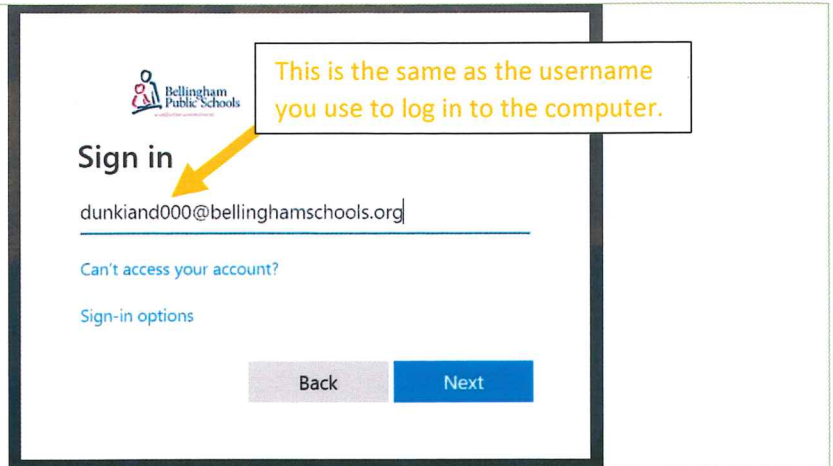 Bellingham
Public Schools
This is the same as the username
you use to log in to the computer.
Sign in
dunkiand000@bellinghamschools.org
Can't access your account?
Sign-in options
Back
Next